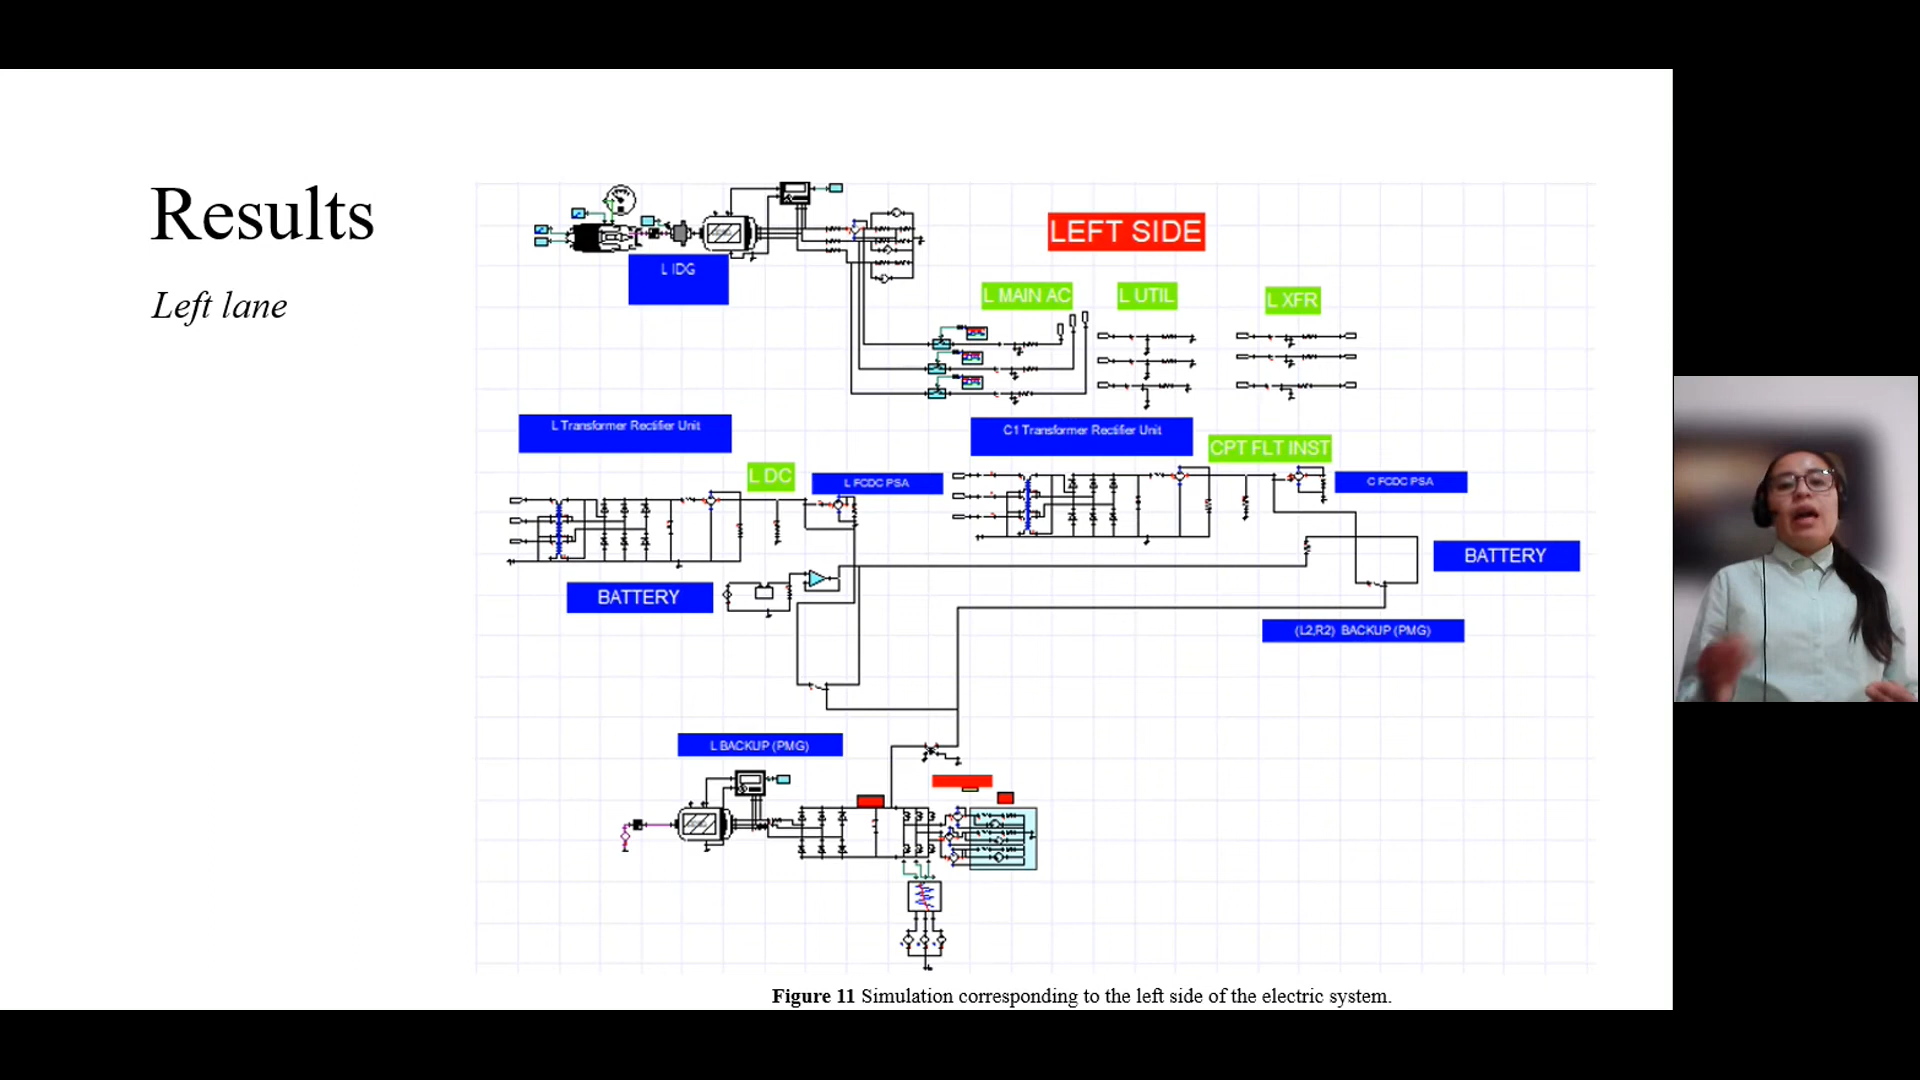 Results
Left lane
LEFT SIDE
L IDG
L MAIN AC
L UTIL
L XFR
L Transformer Rectifier Unit
C1 Transformer Rectifier Unit
CPT FLT INST
L DC
L FCDC PSA
C FCDC PSA
BATTERY
BATTERY
(L2,R2) BACKUP (PMG)
L BACKUP (PMG)
Figure 11 Simulation corresponding to the left side of the electric system.